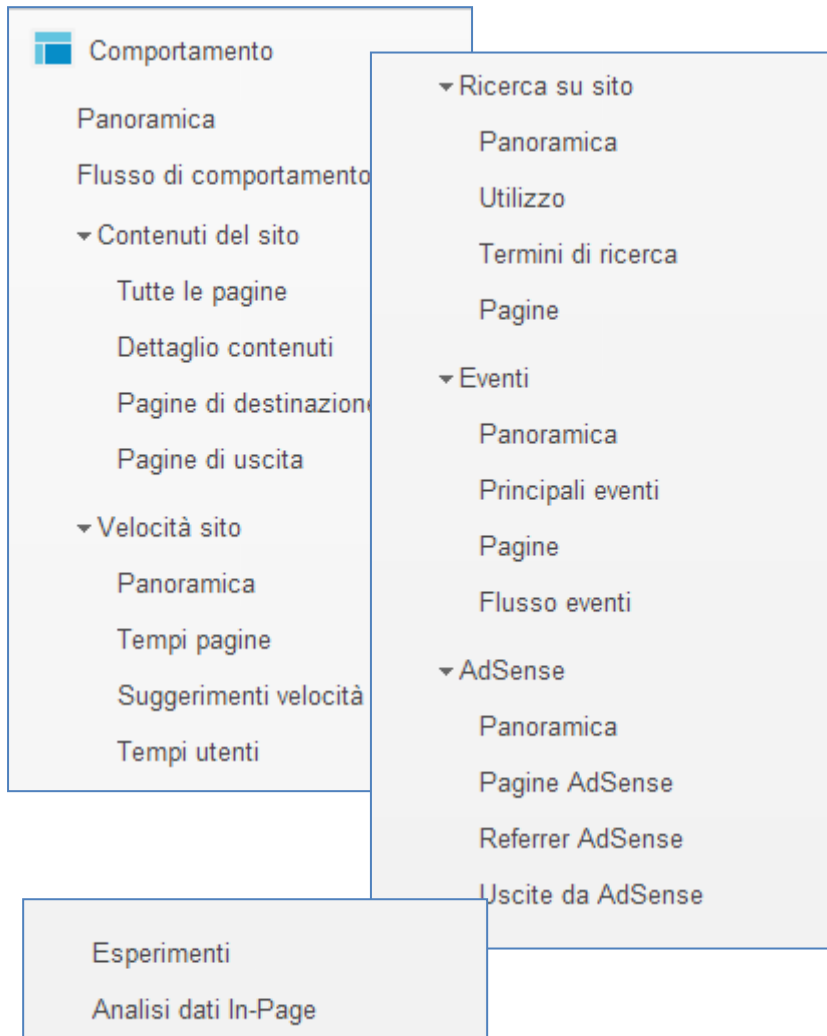 Comportamento
Panoramica
Flusso di comportamento
Contenuti del sito
Tutte le pagine
Dettaglio contenuti
Pagine di destinazione
Pagine di uscita
Velocità sito
Panoramica
Tempi pagine
Suggerimenti velocità
Tempi utenti
Ricerca su sito
Panoramica
Utilizzo
Termini di ricerca
Pagine
Eventi
Panoramica
Principali eventi
Pagine
Flusso eventi
AdSense
Panoramica
Pagine AdSense
Referrer AdSense
Uscite da AdSense
Esperimenti
Analisi dati In-Page